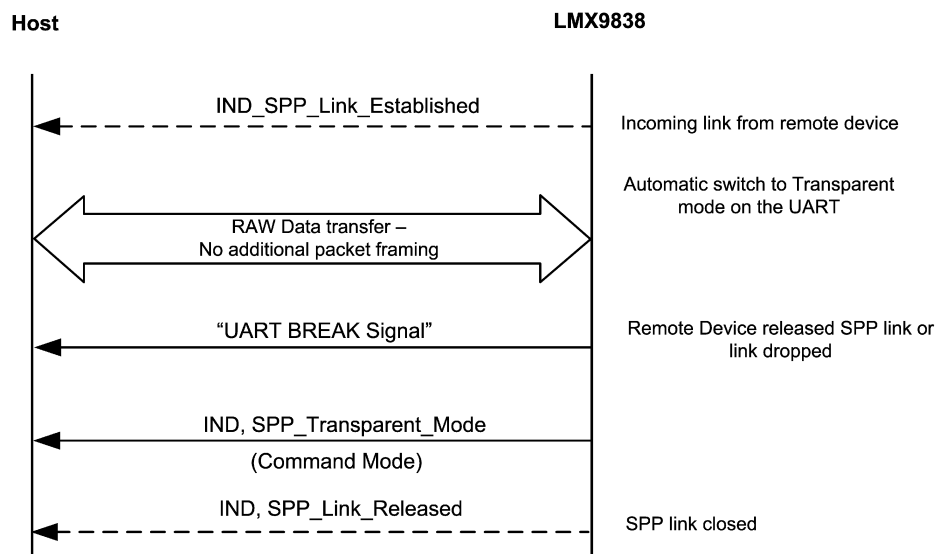 Host
LMX9838
IND_SPP_Link_Established
Incoming link from remote device
Automatic switch to Transparent
mode on the UART
RAW Data transfer –
No additional packet framing
“UART BREAK Signal”
Remote Device released SPP link or
link dropped
IND, SPP_Transparent_Mode
(Command Mode)
IND, SPP_Link_Released
SPP link closed